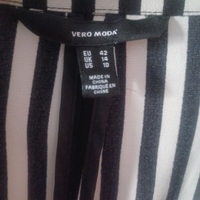 VERO MODA
EU 42
UK 14
US 10
MADE IN
CHINA
FABRIQUÉ EN
CHINE